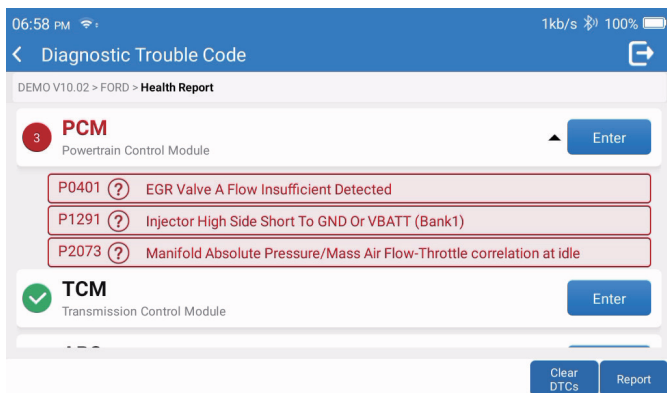 06:58 PM
1kb/s 100%
Diagnostic Trouble Code
DEMO V10.02 > FORD > Health Report
3
PCM
Powertrain Control Module
Enter
P0401 ? EGR Valve A Flow Insufficient Detected
P1291 ? Injector High Side Short To GND Or VBATT (Bank1)
P2073 ? Manifold Absolute Pressure/Mass Air Flow-Throttle correlation at idle
TCM
Transmission Control Module
Enter
Clear
DTCs
Report